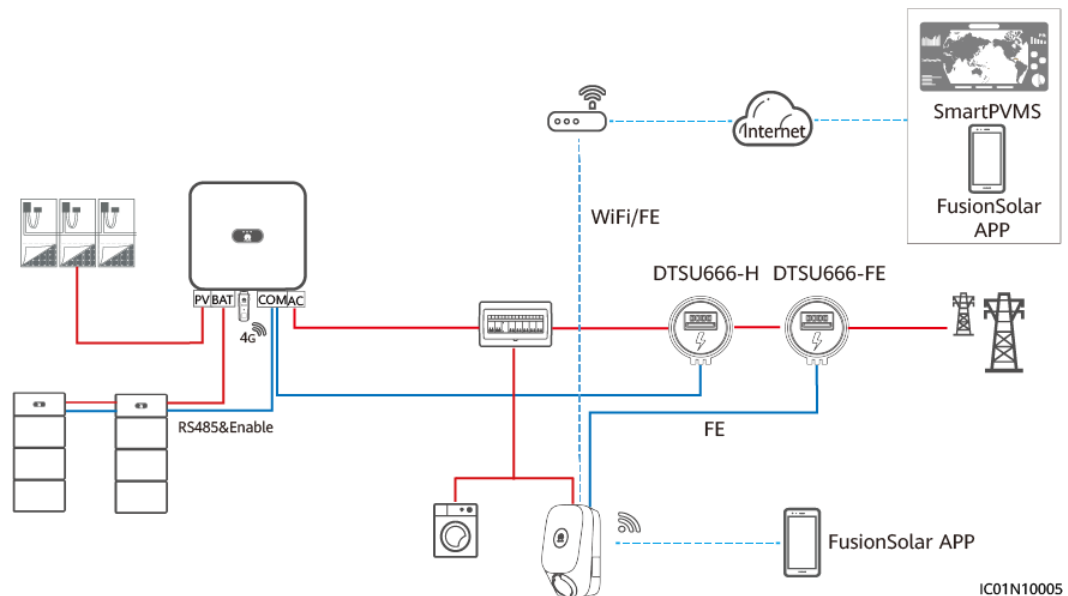 SmartPVMS
Internet
FusionSolar
APP
WiFi/FE
DTSU666-H DTSU666-FE
PV BAT COM AC
4G
RS485&Enable
FE
FusionSolar APP
IC01N10005